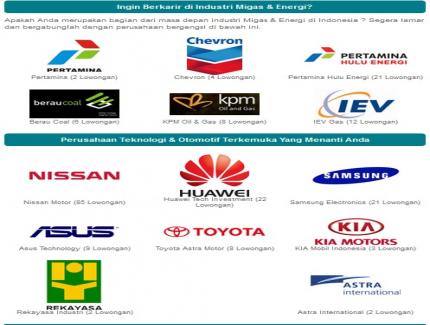 Ingin Berkarir di Industri Migas & Energi?
Apakah Anda merupakan bagian dari masa depan industri Migas & Energi di Indonesia ? Segera lamar
dan bergabunglah dengan perusahaan bergengsi di bawah ini.
PERTAMINA
Chevron
PERTAMINA
HULU ENERGI
Pertamina (2 Lowongan)
Chevron (4 Lowongan)
Pertamina Hulu Energi (21 Lowongan)
beraucoal
kpm
Oil and Gas
IEV
Berau Coal (6 Lowongan)
KPM Oil & Gas (8 Lowongan)
IEV Gas (12 Lowongan)
Perusahaan Teknologi & Otomotif Terkemuka Yang Menanti Anda
NISSAN
HUAWEI
SAMSUNG
Nissan Motor (85 Lowongan)
Huawei Tech Investment (22
Lowongan)
Samsung Electronics (21 Lowongan)
ASUS
TOYOTA
KIA
KIA MOTORS
Asus Technology (9 Lowongan)
Toyota Astra Motor (8 Lowongan)
KIA Mobil Indonesia (3 Lowongan)
REKAYASA
ASTRA
international
Rekayasa Industri (2 Lowongan)
Astra International (2 Lowongan)